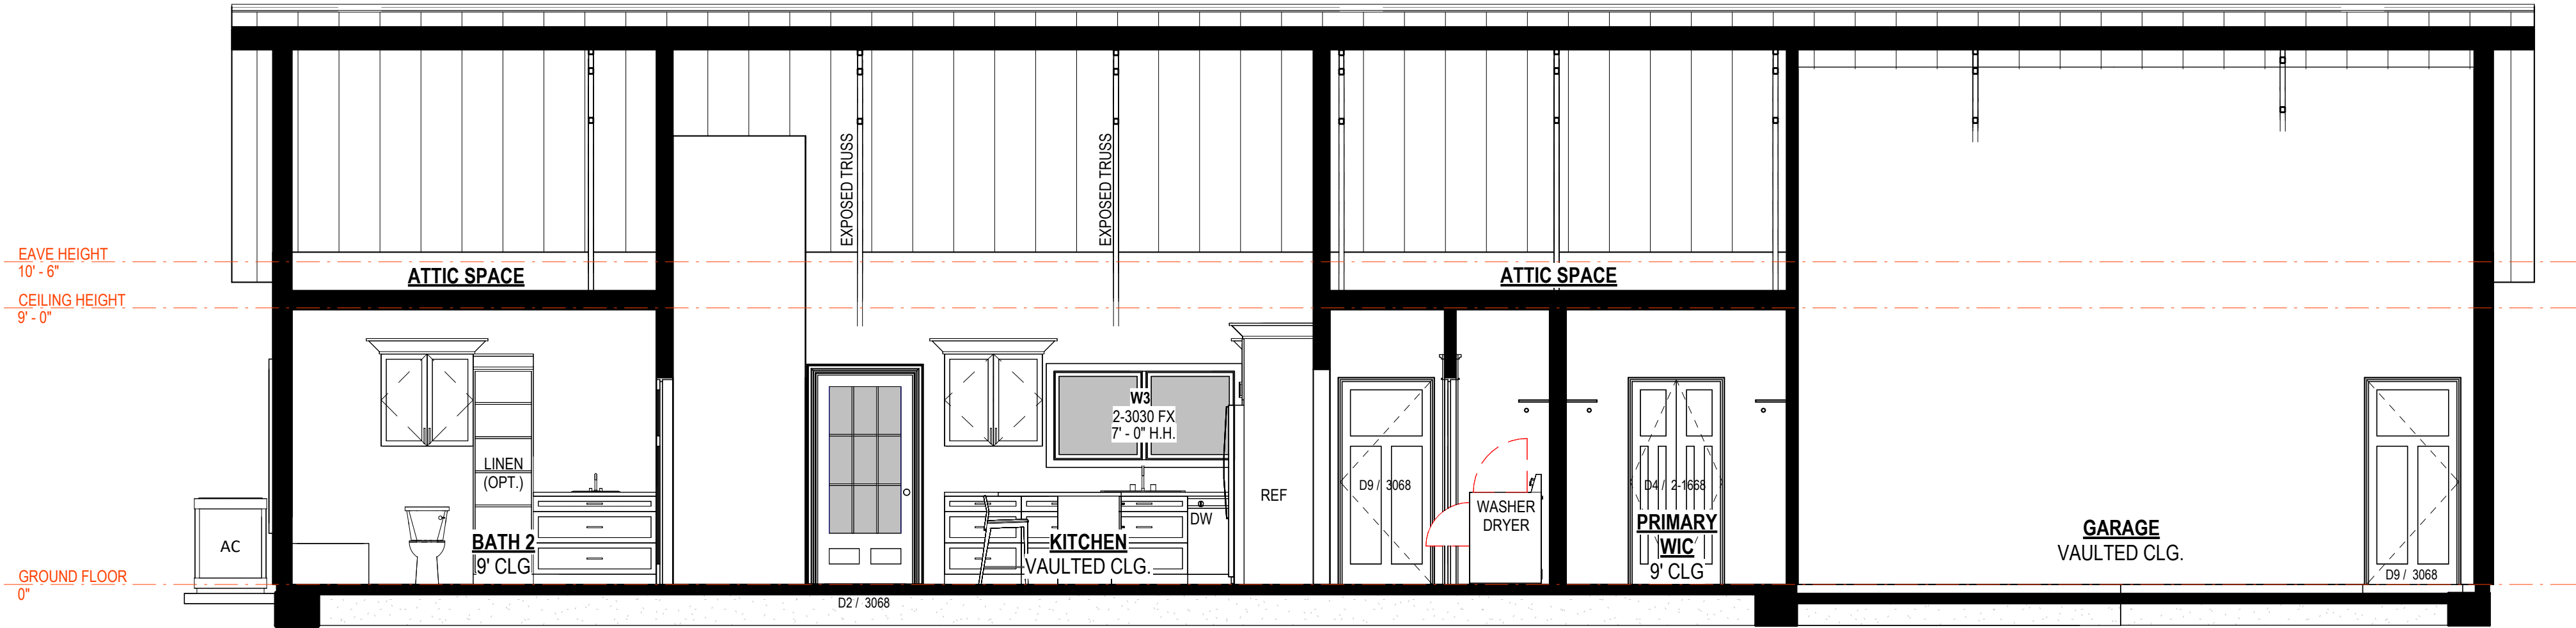 EXPOSED TRUSS
EXPOSED TRUSS
EAVE HEIGHT
10' - 6"
ATTIC SPACE
ATTIC SPACE
CEILING HEIGHT
9' - 0"
W3
2-3030 FX
7' - 0" H.H.
LINEN
(OPT.)
REF
D9 / 3068
D4 / 2-1668
WASHER
DRYER
DW
AC
BATH 2
9' CLG
KITCHEN
VAULTED CLG.
PRIMARY
WIC
9' CLG
GARAGE
VAULTED CLG.
D9 / 3068
GROUND FLOOR
0"
D2 / 3068